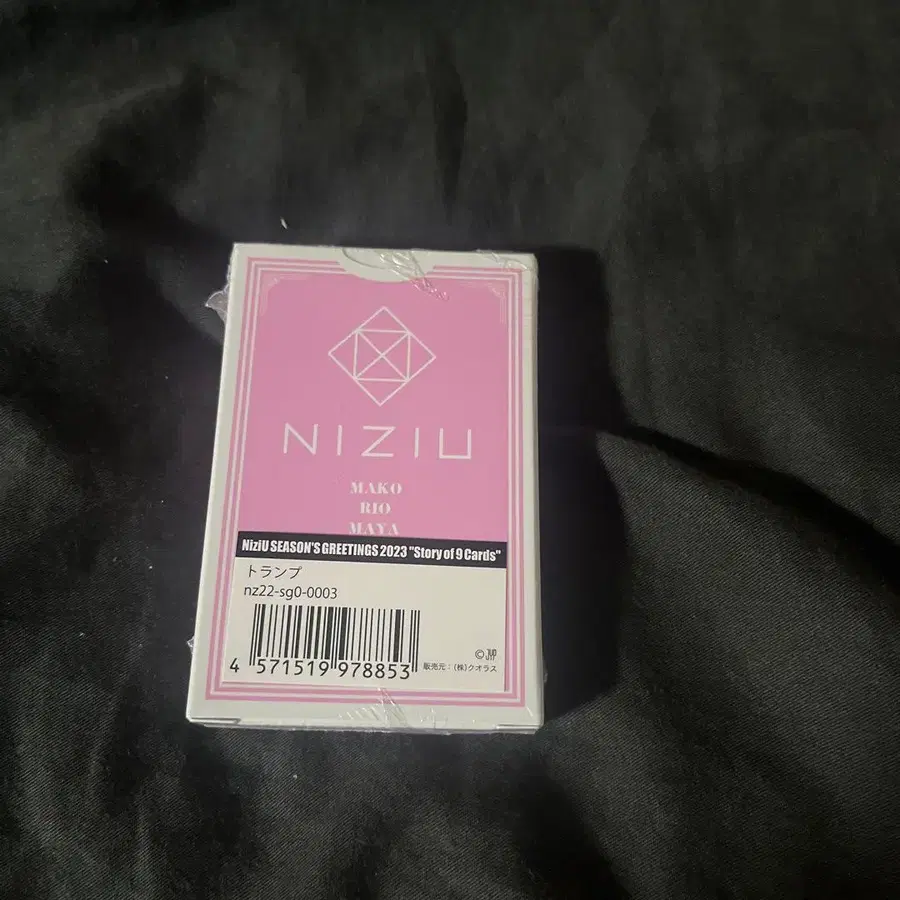 NIZIU
MAKO
RIO
MAYA
NiziU SEASON'S GREETINGS 2023 "Story of 9 Cards"
トランプ
nz22-sg0-0003
4 571519 978853
© JYP
販売元:(株)クオラス